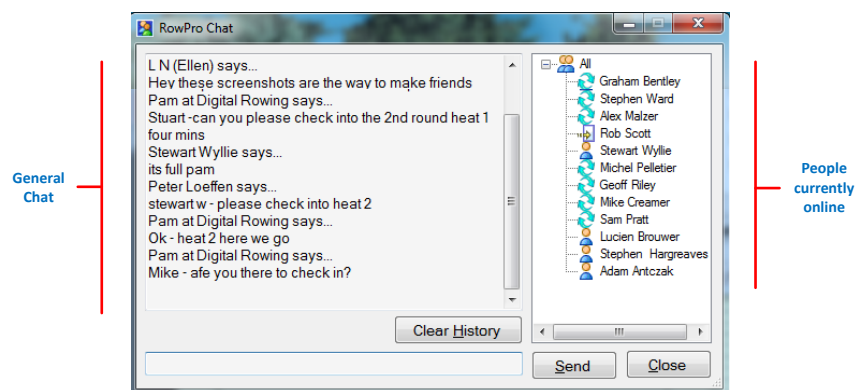 RowPro Chat
L N (Ellen) says...
Hey these screenshots are the way to make friends
Pam at Digital Rowing says...
Stuart -can you please check into the 2nd round heat 1
four mins
Stewart Wyllie says...
its full pam
Peter Loeffen says...
stewart w - please check into heat 2
Pam at Digital Rowing says...
Ok - heat 2 here we go
Pam at Digital Rowing says...
Mike - afe you there to check in?
Clear History
All
Graham Bentley
Stephen Ward
Alex Malzer
Rob Scott
Stewart Wyllie
Michel Pelletier
Geoff Riley
Mike Creamer
Sam Pratt
Lucien Brouwer
Stephen Hargreaves
Adam Antczak
Send
Close
General
Chat
People
currently
online